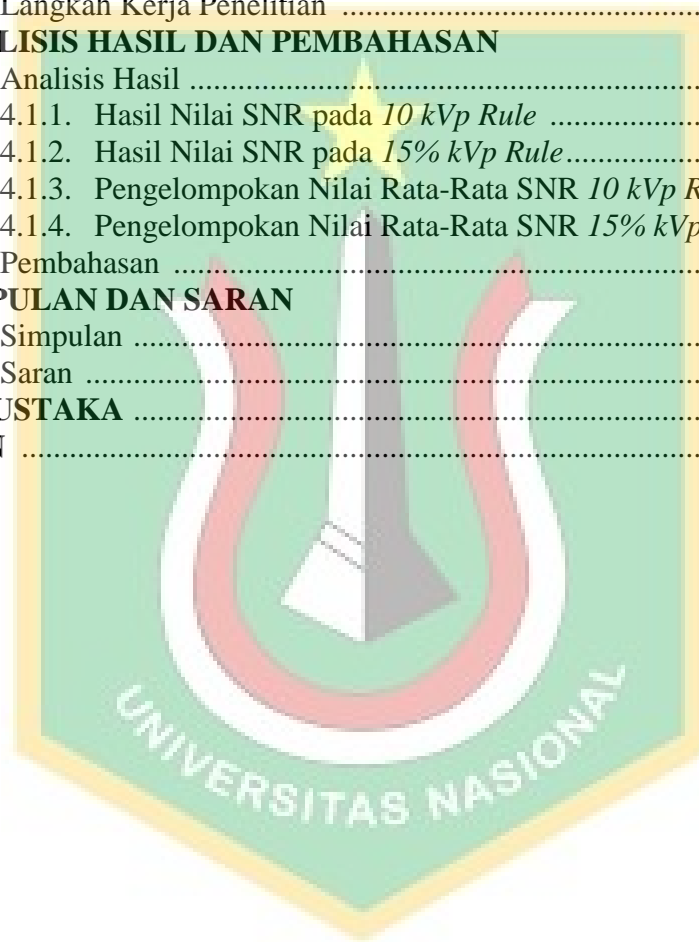 Langkah Kerja Penelitian ................................................
LISIS HASIL DAN PEMBAHASAN
Analisis Hasil ................................................................
4.1.1. Hasil Nilai SNR pada 10 kVp Rule ...................
4.1.2. Hasil Nilai SNR pada 15% kVp Rule.................
4.1.3. Pengelompokan Nilai Rata-Rata SNR 10 kVp R
4.1.4. Pengelompokan Nilai Rata-Rata SNR 15% kVp
Pembahasan ..................................................................
PULAN DAN SARAN
Simpulan .......................................................................
Saran .............................................................................
USTAKA .......................................................................
N ....................................................................................
UNIVERSITAS NASIONAL